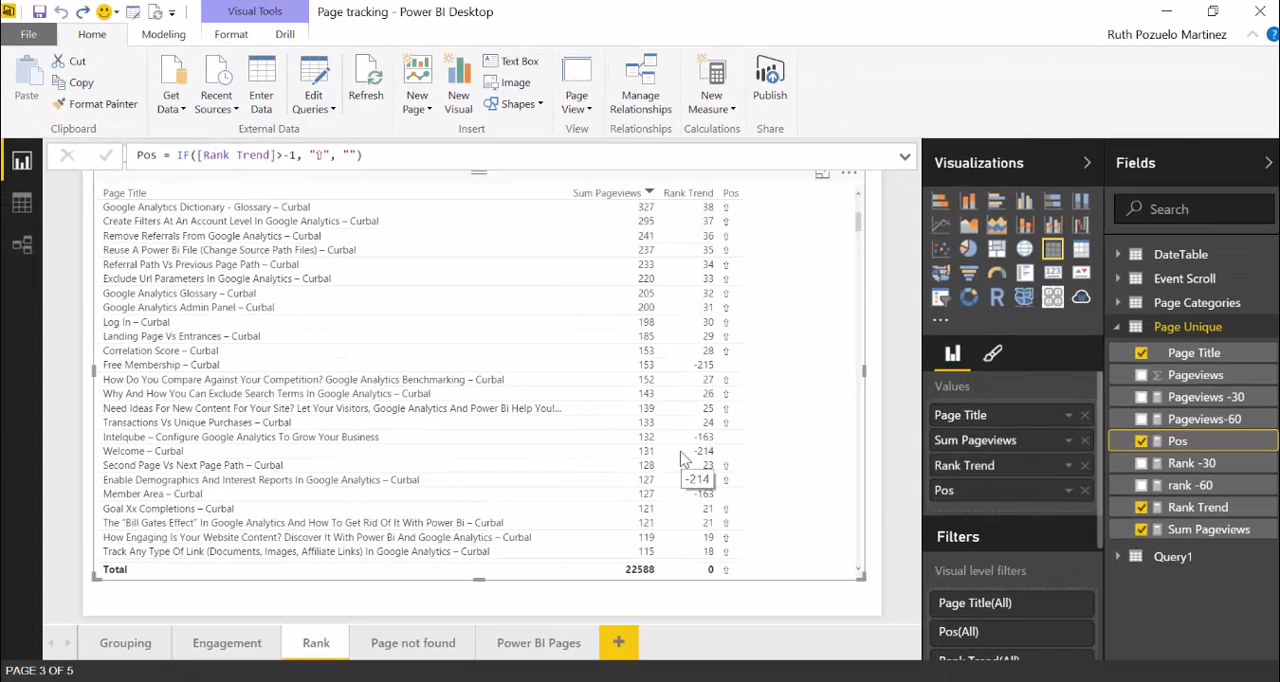 Visual Tools
Page tracking - Power BI Desktop
File
Home
Modeling
Format
Drill
Ruth Pozuelo Martinez
Paste
Cut
Copy
Format Painter
Clipboard
Get Data
Recent Sources
Enter Data
Edit Queries
Refresh
External Data
New Page
New Visual
Text Box
Image
Shapes
Insert
Page View
View
Manage Relationships
Relationships
New Measure
Calculations
Publish
Share
Pos = IF([Rank Trend]>-1, "⇧", "")
Page Title Sum Pageviews Rank Trend Pos
Google Analytics Dictionary - Glossary – Curbal 327 38 ⇧
Create Filters At An Account Level In Google Analytics – Curbal 295 37 ⇧
Remove Referrals From Google Analytics – Curbal 241 36 ⇧
Reuse A Power Bi File (Change Source Path Files) – Curbal 237 35 ⇧
Referral Path Vs Previous Page Path – Curbal 233 34 ⇧
Exclude Url Parameters In Google Analytics – Curbal 220 33 ⇧
Google Analytics Glossary – Curbal 205 32 ⇧
Google Analytics Admin Panel – Curbal 200 31 ⇧
Log In – Curbal 198 30 ⇧
Landing Page Vs Entrances – Curbal 185 29 ⇧
Correlation Score – Curbal 153 28 ⇧
Free Membership – Curbal 153 -215
How Do You Compare Against Your Competition? Google Analytics Benchmarking – Curbal 152 27 ⇧
Why And How You Can Exclude Search Terms In Google Analytics – Curbal 143 26 ⇧
Need Ideas For New Content For Your Site? Let Your Visitors, Google Analytics And Power Bi Help You!... 139 25 ⇧
Transactions Vs Unique Purchases – Curbal 133 24 ⇧
Intelqube – Configure Google Analytics To Grow Your Business 132 -163
Welcome – Curbal 131 -214
Second Page Vs Next Page Path – Curbal 128 23 ⇧
Enable Demographics And Interest Reports In Google Analytics – Curbal 127 ⇧
-214
Member Area – Curbal 127 -163
Goal Xx Completions – Curbal 121 21 ⇧
The "Bill Gates Effect" In Google Analytics And How To Get Rid Of It With Power Bi – Curbal 121 21 ⇧
How Engaging Is Your Website Content? Discover It With Power Bi And Google Analytics – Curbal 119 19 ⇧
Track Any Type Of Link (Documents, Images, Affiliate Links) In Google Analytics – Curbal 115 18 ⇧
Total 22588 0 ⇧
Grouping
Engagement
Rank
Page not found
Power BI Pages
+
PAGE 3 OF 5
Visualizations
R
123
...
Values
Page Title
Sum Pageviews
Rank Trend
Pos
Filters
Visual level filters
Page Title(All)
Pos(All)
Rank Trend(All)
Fields
Search
DateTable
Event Scroll
Page Categories
Page Unique
Page Title
Σ Pageviews
Pageviews -30
Pageviews-60
Pos
Rank -30
rank -60
Rank Trend
Sum Pageviews
Query1